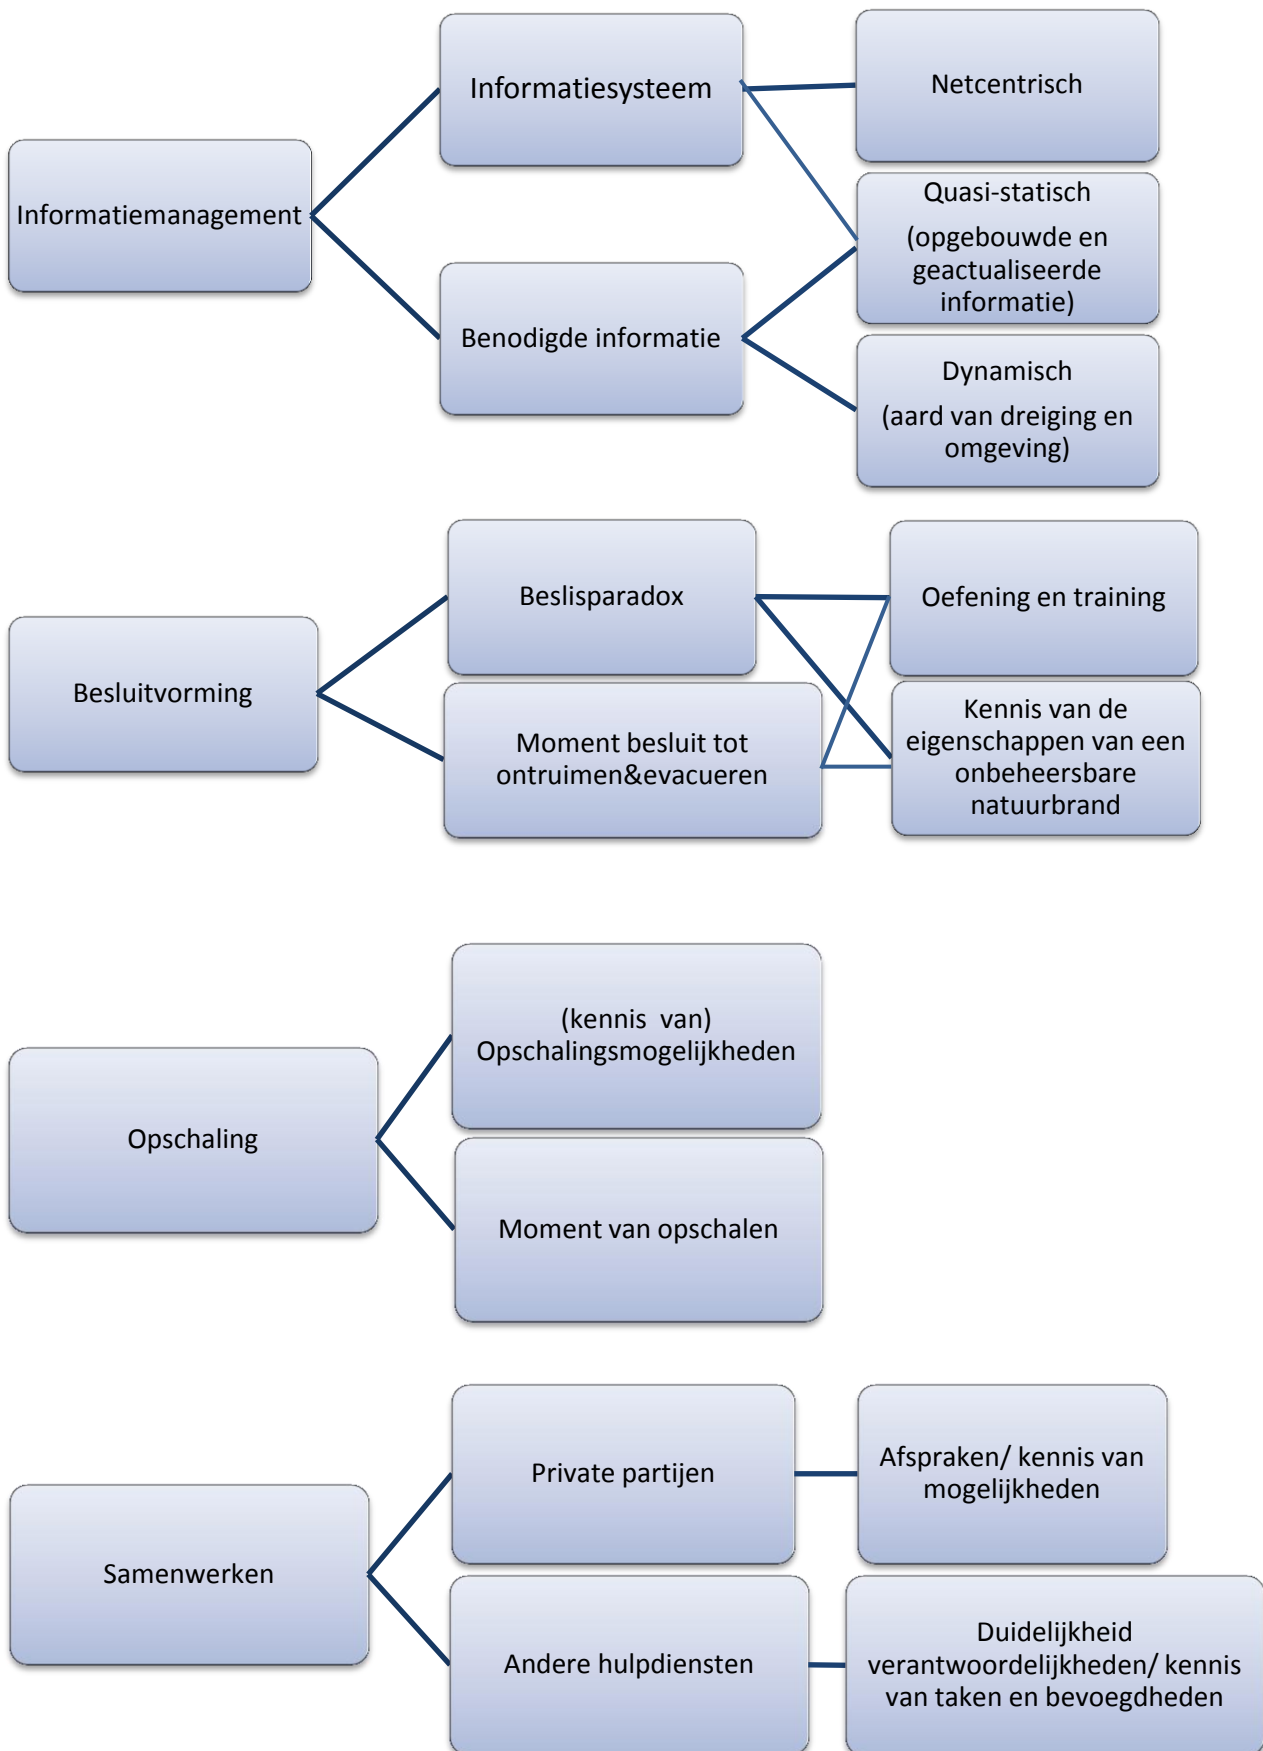 Informatiemanagement
Informatiesysteem
Benodigde informatie
Netcentrisch
Quasi-statisch
(opgebouwde en
geactualiseerde
informatie)
Dynamisch
(aard van dreiging en
omgeving)
Besluitvorming
Beslisparadox
Moment besluit tot
ontruimen&evacueren
Oefening en training
Kennis van de
eigenschappen van een
onbeheersbare
natuurbrand
Opschaling
(kennis van)
Opschalingsmogelijkheden
Moment van opschalen
Samenwerken
Private partijen
Afspraken/ kennis van
mogelijkheden
Andere hulpdiensten
Duidelijkheid
verantwoordelijkheden/ kennis
van taken en bevoegdheden